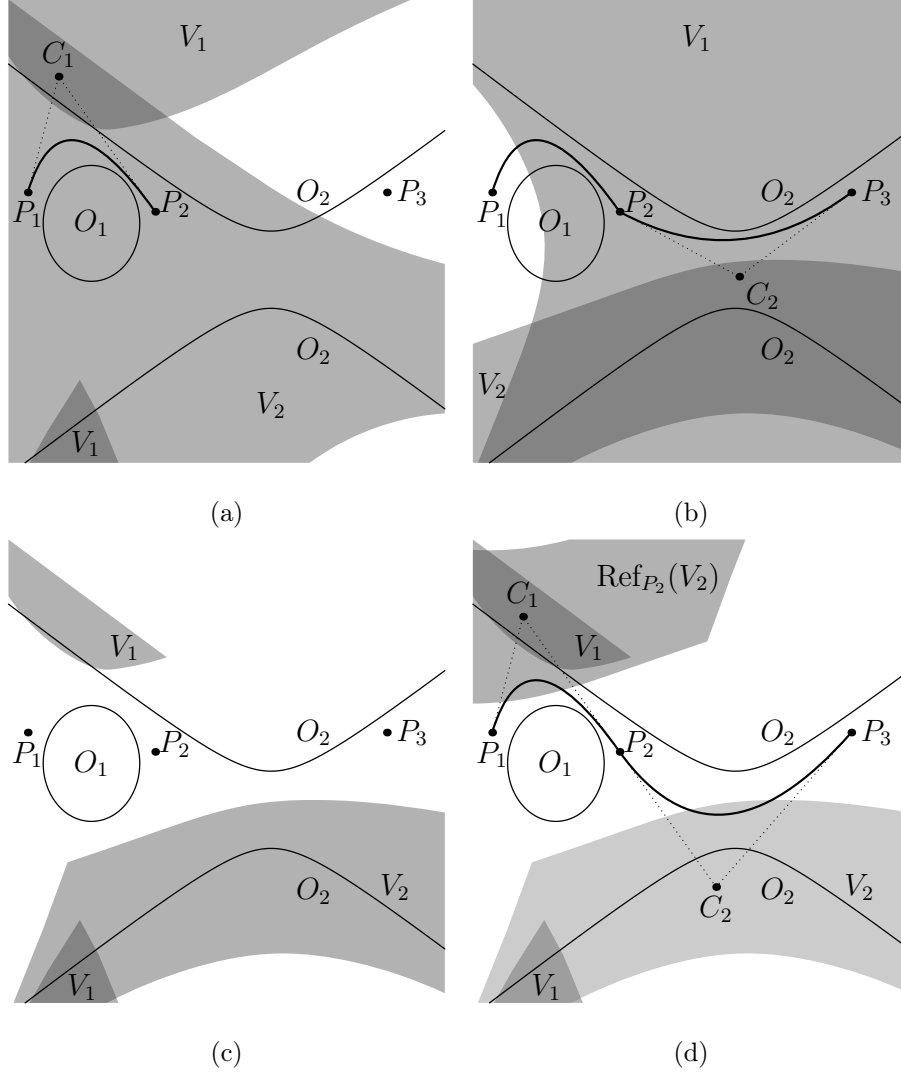 V₁
C₁
O₂
P₃
P₁
O₁
P₂
O₂
V₂
V₁
(a)
V₁
O₂
P₃
P₁
O₁
P₂
C₂
O₂
V₂
(b)
V₁
O₂
P₃
P₁
O₁
P₂
O₂
V₂
V₁
(c)
Ref_{P₂}(V₂)
C₁
V₁
O₂
P₃
P₁
O₁
P₂
C₂
O₂
V₂
V₁
(d)